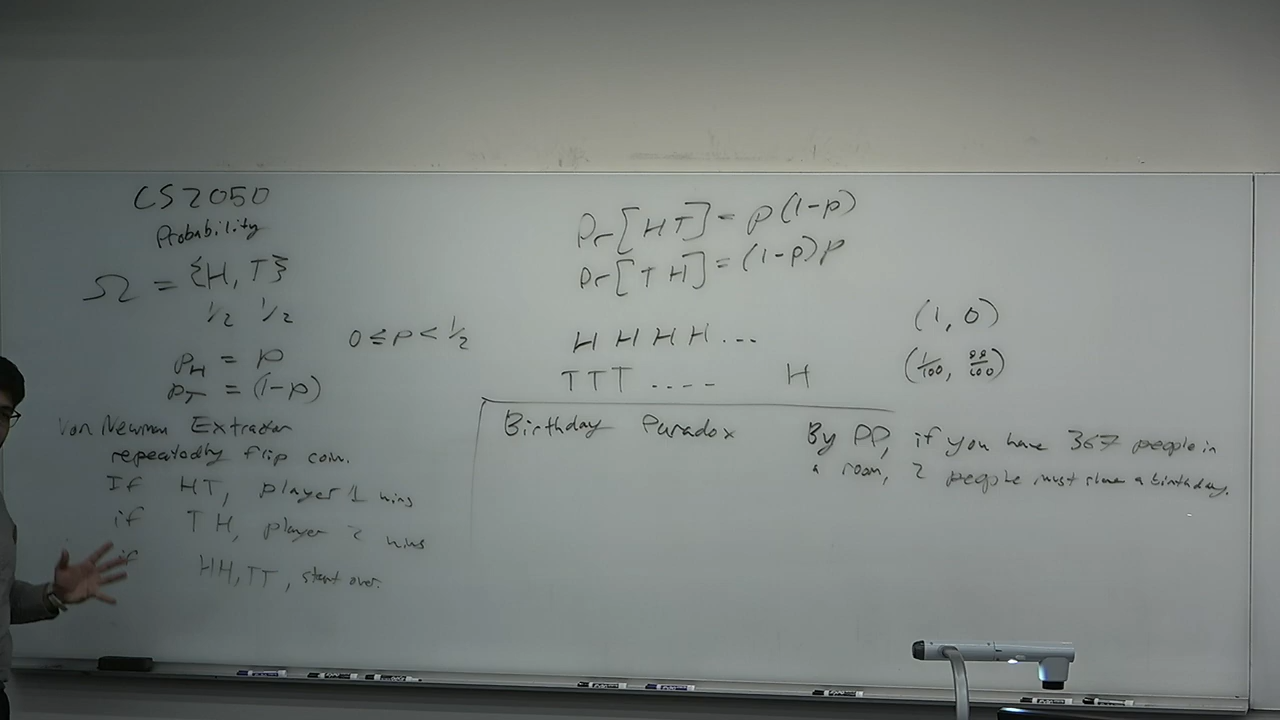 CS2050
Probability
Ω = {H, T}
1/2 1/2
p_H = p
p_T = (1-p)
0 ≤ p < 1/2
Von Newman Extractor
repeatedly flip coin.
If HT, player 1 wins
if TH, player 2 wins
if HH, TT, start over.
Pr[HT] = p(1-p)
Pr[TH] = (1-p)p
H H H H ...
T T T .... H
(1, 0)
(1/100, 99/100)
Birthday Paradox
By PP, if you have 367 people in
a room, 2 people must share a birthday.